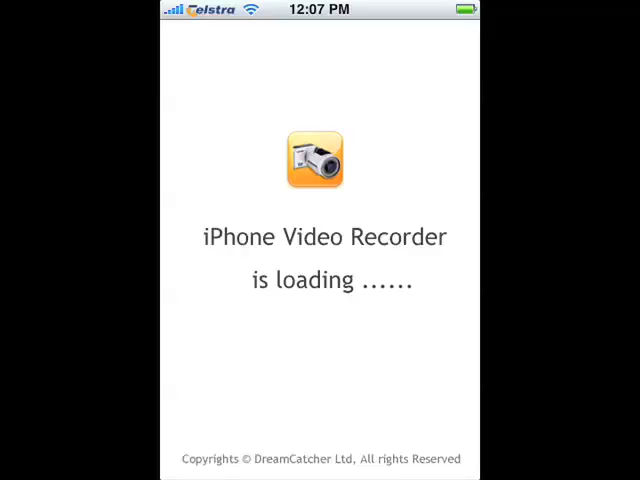 Telstra 12:07 PM
iPhone Video Recorder
is loading ......
Copyrights © DreamCatcher Ltd, All rights Reserved